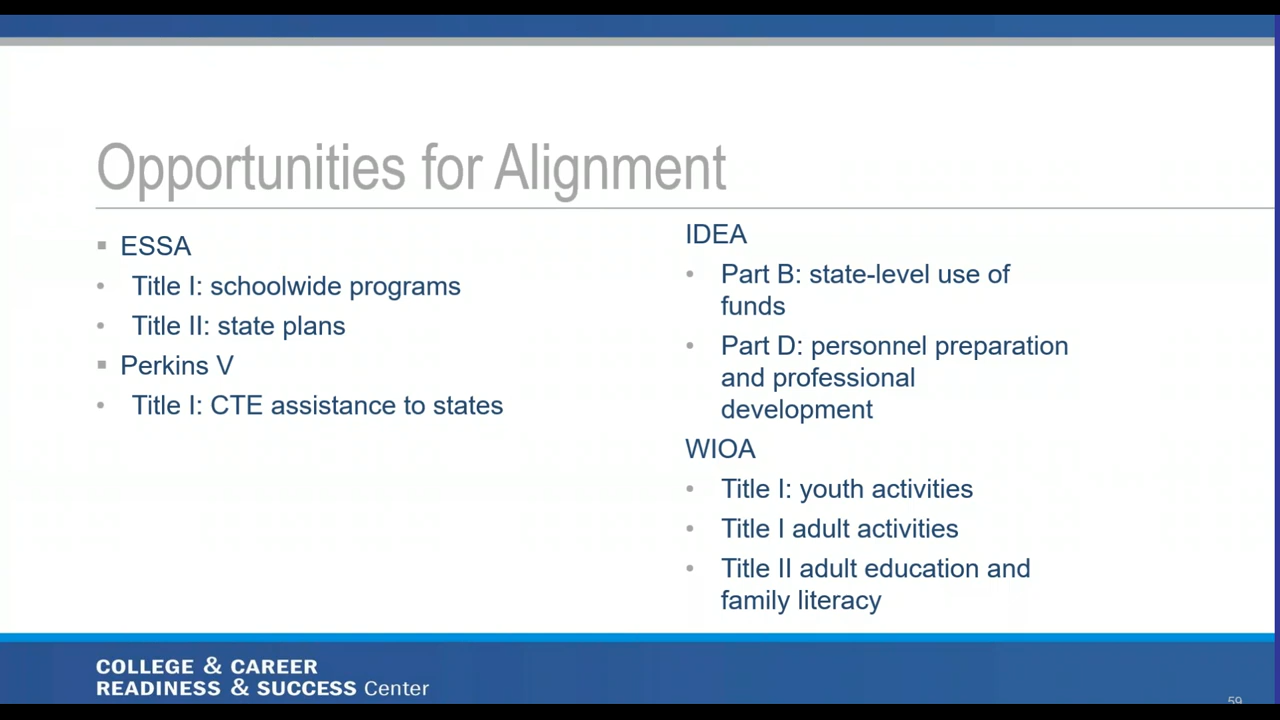 Opportunities for Alignment
ESSA
Title I: schoolwide programs
Title II: state plans
Perkins V
Title I: CTE assistance to states
IDEA
Part B: state-level use of
funds
Part D: personnel preparation
and professional
development
WIOA
Title I: youth activities
Title I adult activities
Title II adult education and
family literacy
COLLEGE & CAREER
READINESS & SUCCESS Center
59